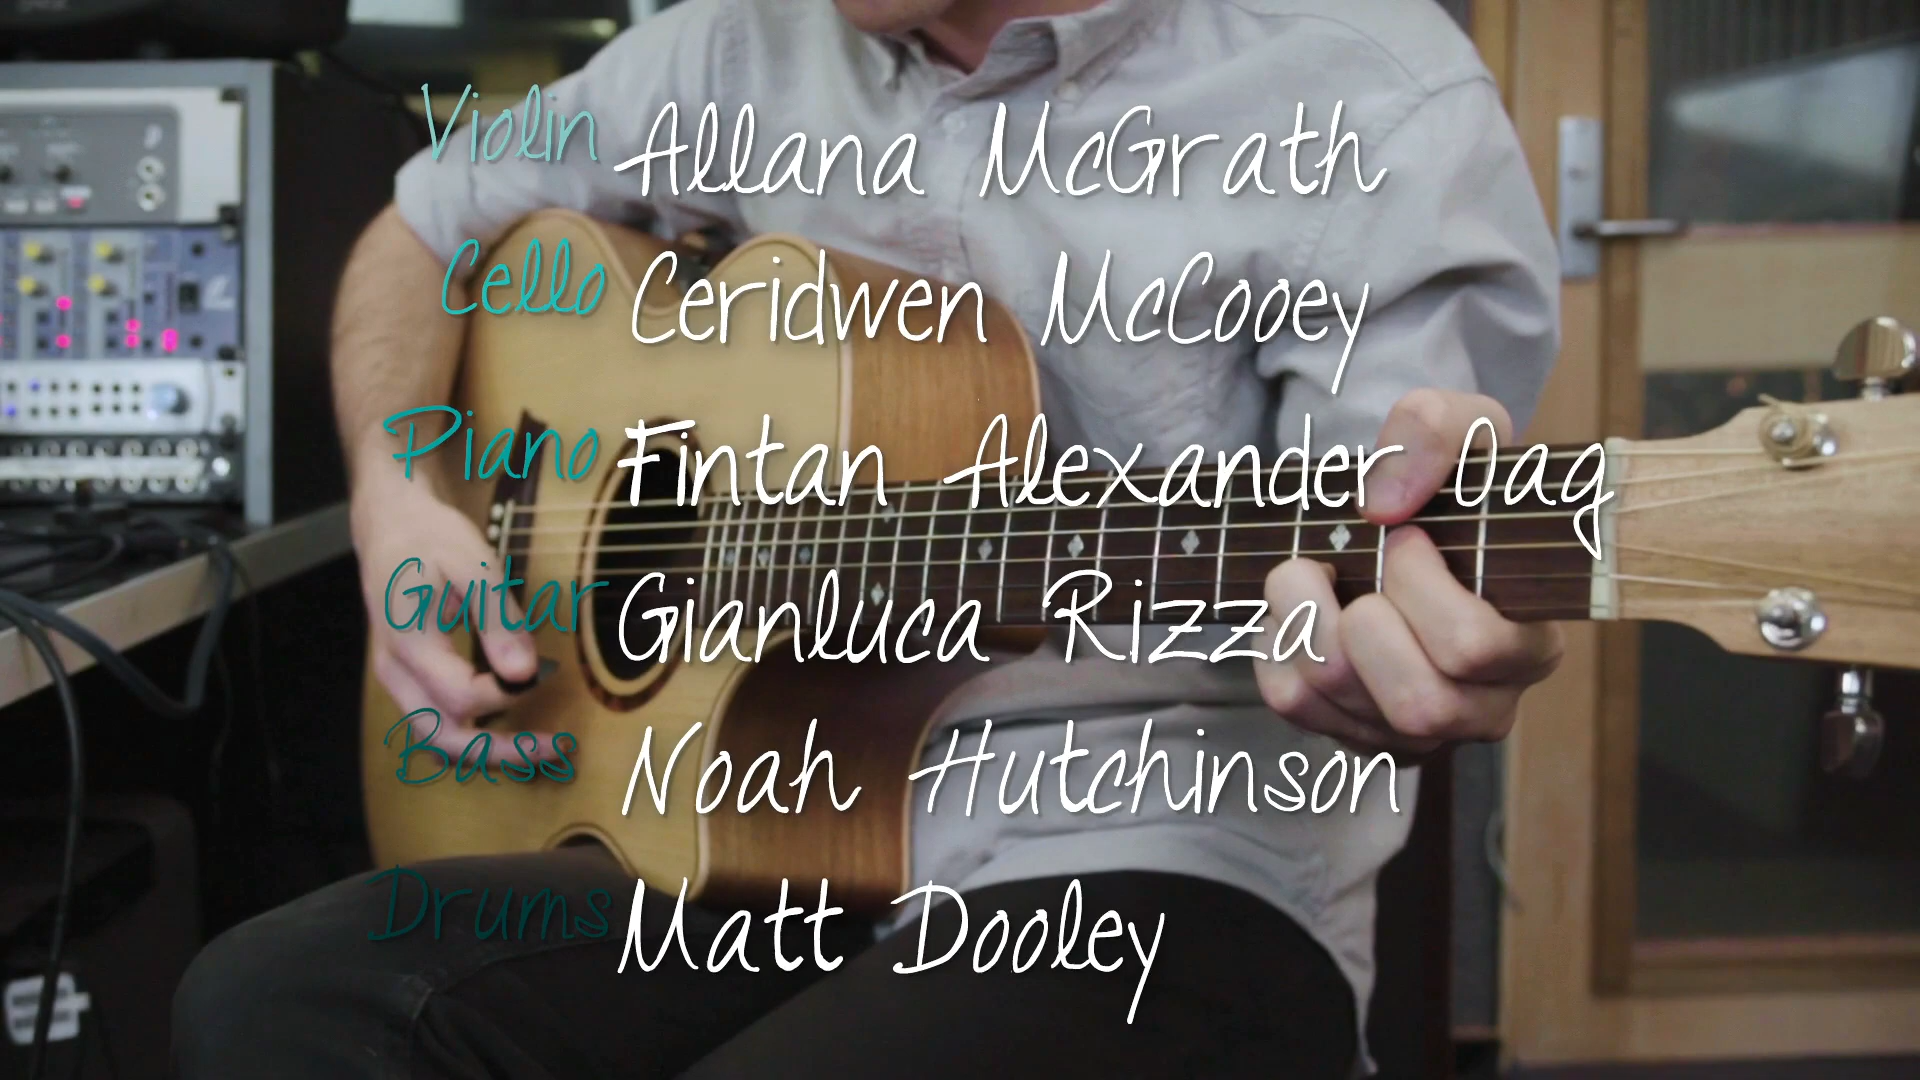 Violin Allana McGrath
Cello Ceridwen McCooey
Piano Fintan Alexander Oag
Guitar Gianluca Rizza
Bass Noah Hutchinson
Drums Matt Dooley